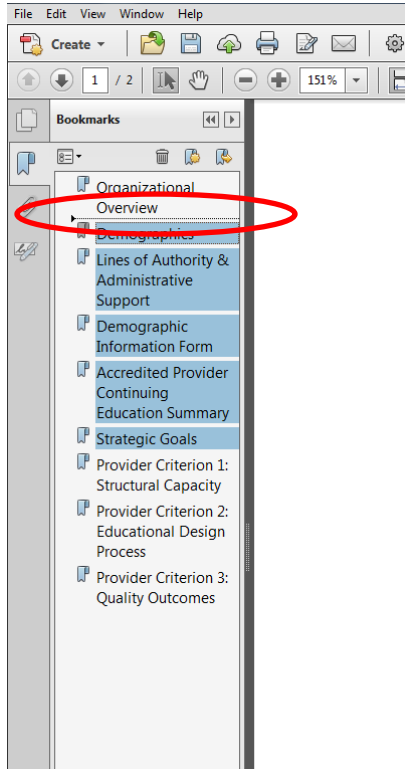 File Edit View Window Help
Create
1 / 2 151%
Bookmarks
Organizational
Overview
Demographics
Lines of Authority &
Administrative
Support
Demographic
Information Form
Accredited Provider
Continuing
Education Summary
Strategic Goals
Provider Criterion 1:
Structural Capacity
Provider Criterion 2:
Educational Design
Process
Provider Criterion 3:
Quality Outcomes